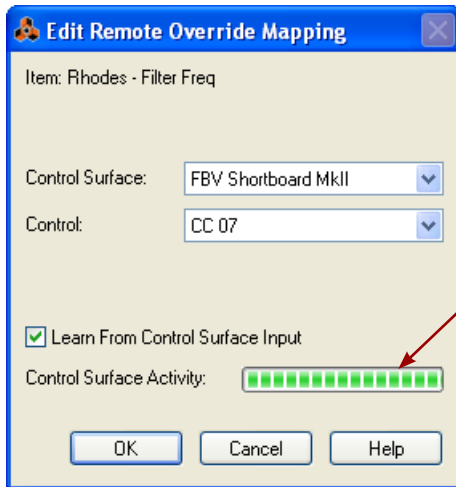 Edit Remote Override Mapping
Item: Rhodes - Filter Freq
Control Surface: FBV Shortboard MkII
Control: CC 07
Learn From Control Surface Input
Control Surface Activity:
OK Cancel Help